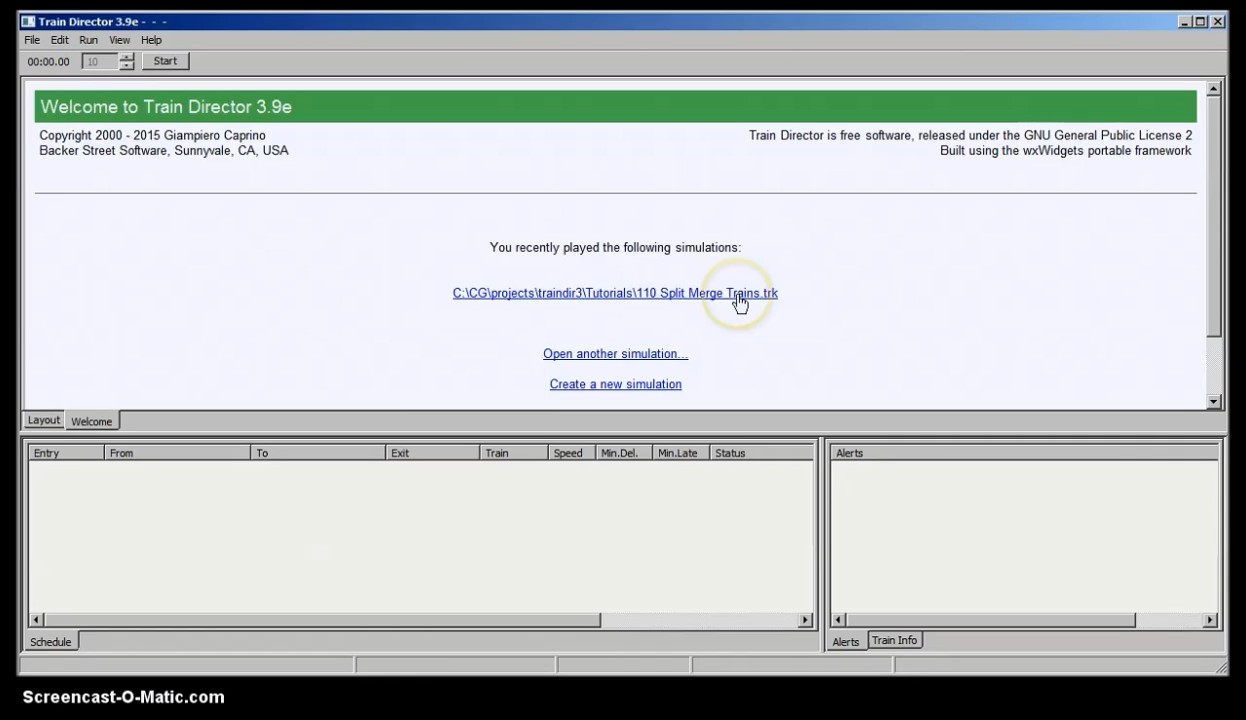 Train Director 3.9e - - -
File Edit Run View Help
00:00.00 10 Start
Welcome to Train Director 3.9e
Copyright 2000 - 2015 Giampiero Caprino
Train Director is free software, released under the GNU General Public License 2
Backer Street Software, Sunnyvale, CA, USA
Built using the wxWidgets portable framework
You recently played the following simulations:
C:\CG\projects\traindir3\Tutorials\110 Split Merge Trains.trk
Open another simulation...
Create a new simulation
Layout Welcome
Entry From To Exit Train Speed Min.Del. Min.Late Status
Alerts
Schedule
Alerts Train Info
Screencast-O-Matic.com